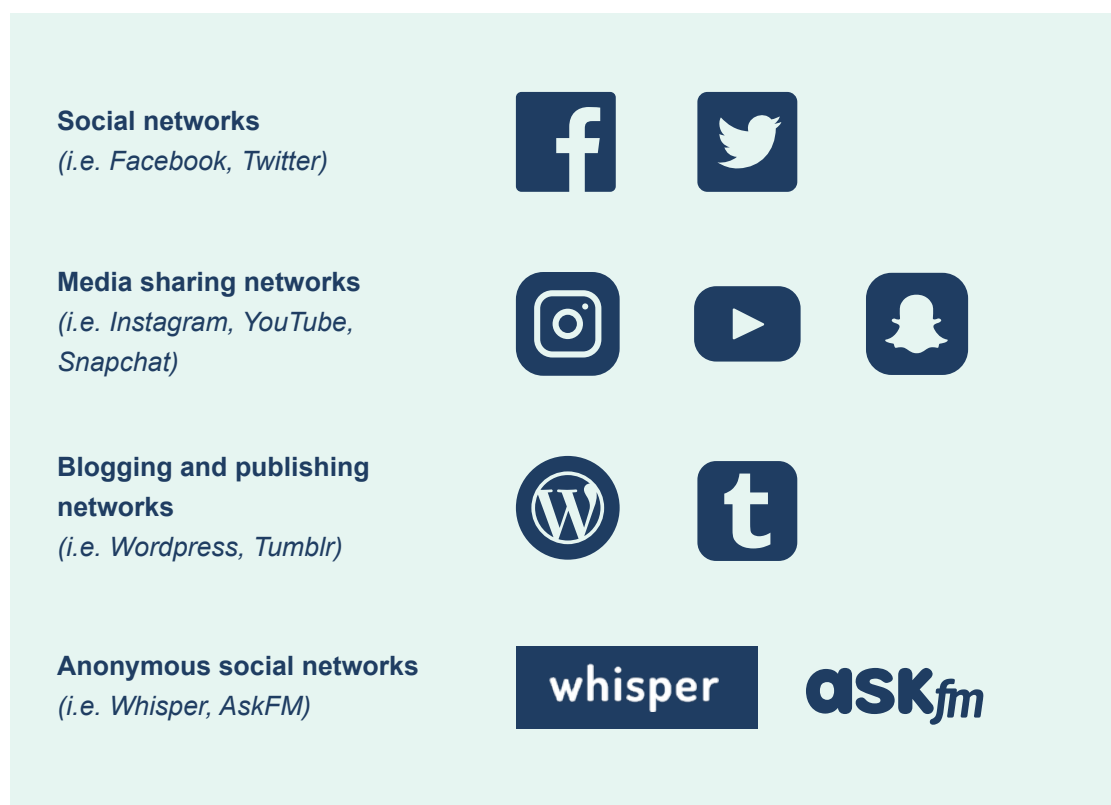 Social networks
(i.e. Facebook, Twitter)
Media sharing networks
(i.e. Instagram, YouTube,
Snapchat)
Blogging and publishing
networks
(i.e. Wordpress, Tumblr)
Anonymous social networks
(i.e. Whisper, AskFM)
whisper
askfm